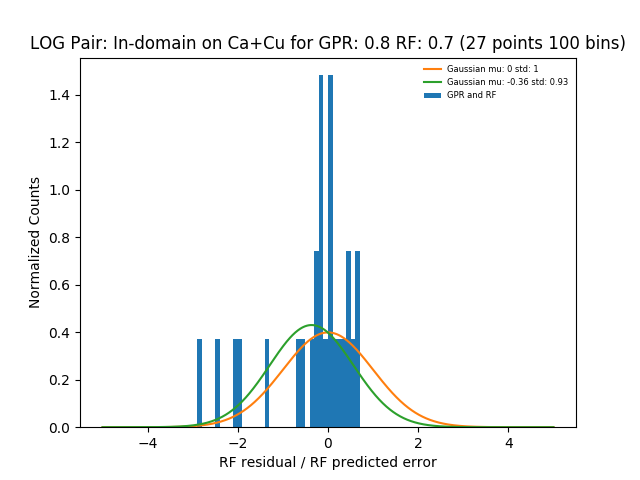 LOG Pair: In-domain on Ca+Cu for GPR: 0.8 RF: 0.7 (27 points 100 bins)
Gaussian mu: 0 std: 1
Gaussian mu: -0.36 std: 0.93
GPR and RF
Normalized Counts
1.4
1.2
1.0
0.8
0.6
0.4
0.2
0.0
−4 −2 0 2 4
RF residual / RF predicted error